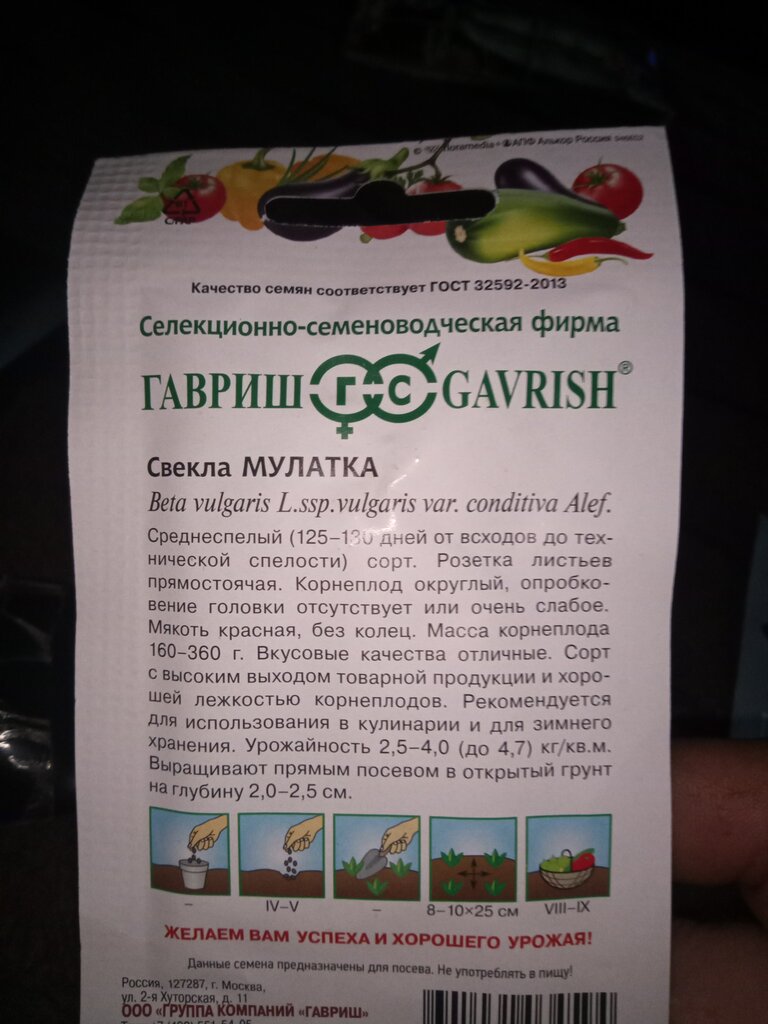 АПФ Алькор Россия
Качество семян соответствует ГОСТ 32592-2013
Селекционно-семеноводческая фирма
ГАВРИШ ГС GAVRISH®
Свекла МУЛАТКА
Beta vulgaris L.ssp.vulgaris var. conditiva Alef.
Среднеспелый (125–130 дней от всходов до тех-
нической спелости) сорт. Розетка листьев
прямостоячая. Корнеплод округлый, опробко-
вение головки отсутствует или очень слабое.
Мякоть красная, без колец. Масса корнеплода
160–360 г. Вкусовые качества отличные. Сорт
с высоким выходом товарной продукции и хоро-
шей лежкостью корнеплодов. Рекомендуется
для использования в кулинарии и для зимнего
хранения. Урожайность 2,5–4,0 (до 4,7) кг/кв.м.
Выращивают прямым посевом в открытый грунт
на глубину 2,0–2,5 см.
– IV–V – 8–10×25 см VIII–IX
ЖЕЛАЕМ ВАМ УСПЕХА И ХОРОШЕГО УРОЖАЯ!
Данные семена предназначены для посева. Не употреблять в пищу!
Россия, 127287, г. Москва,
ул. 2-я Хуторская, д. 11
ООО «ГРУППА КОМПАНИЙ «ГАВРИШ»